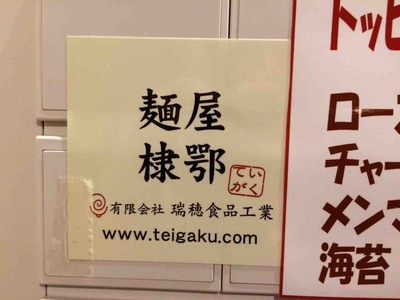 麺屋
棣鄂
ていがく
有限会社 瑞穂食品工業
www.teigaku.com
トッピ
ロー
チャー
メンマ
海苔